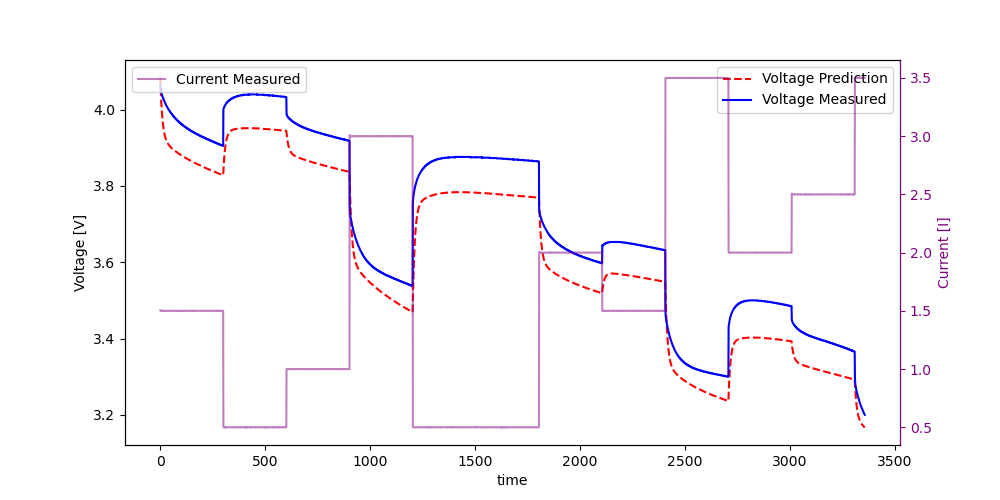 Current Measured
Voltage Prediction
Voltage Measured
Voltage [V]
4.0
3.8
3.6
3.4
3.2
3.5
3.0
2.5
2.0
1.5
1.0
0.5
Current [I]
0 500 1000 1500 2000 2500 3000 3500
time